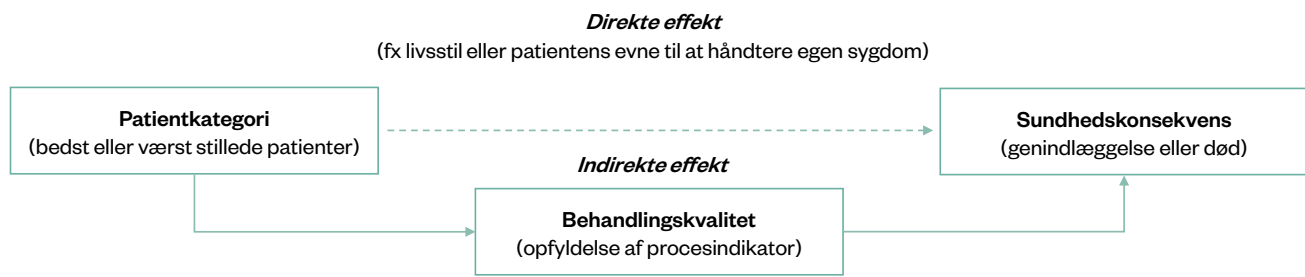 Direkte effekt
(fx livsstil eller patientens evne til at håndtere egen sygdom)
Patientkategori
(bedst eller værst stillede patienter)
Sundhedskonsekvens
(genindlæggelse eller død)
Indirekte effekt
Behandlingskvalitet
(opfyldelse af procesindikator)